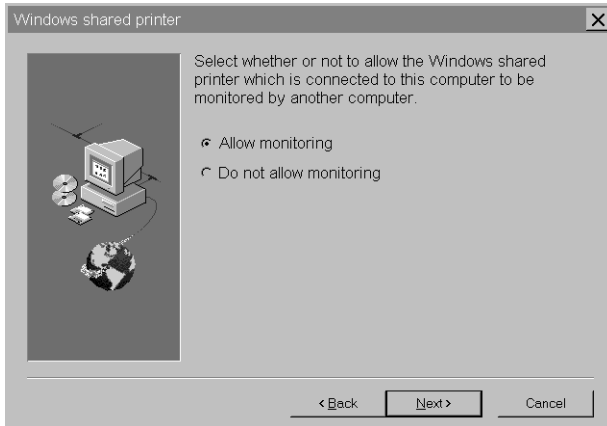 Windows shared printer
Select whether or not to allow the Windows shared
printer which is connected to this computer to be
monitored by another computer.
Allow monitoring
Do not allow monitoring
< Back
Next >
Cancel